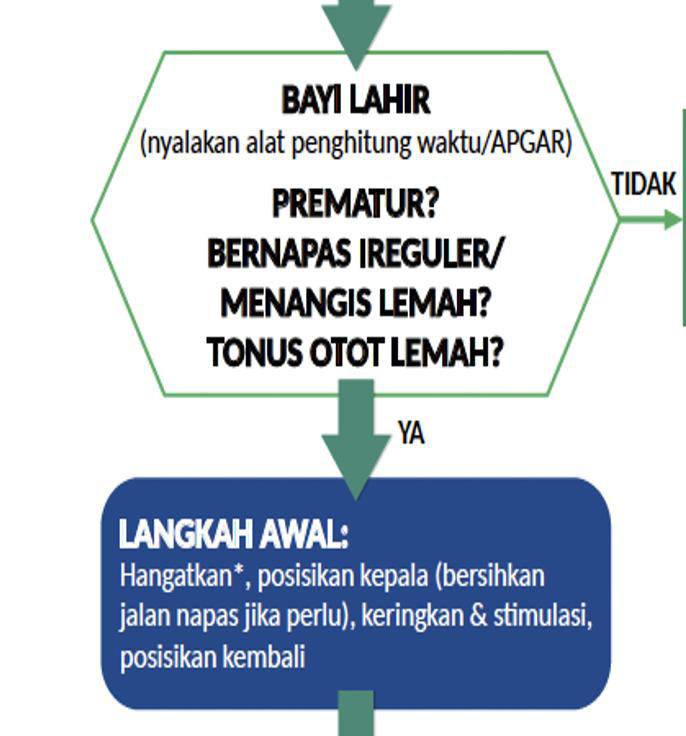 BAYI LAHIR
(nyalakan alat penghitung waktu/APGAR)
PREMATUR?
BERNAPAS IREGULER/
MENANGIS LEMAH?
TONUS OTOT LEMAH?
TIDAK
YA
LANGKAH AWAL:
Hangatkan*, posisikan kepala (bersihkan
jalan napas jika perlu), keringkan & stimulasi,
posisikan kembali